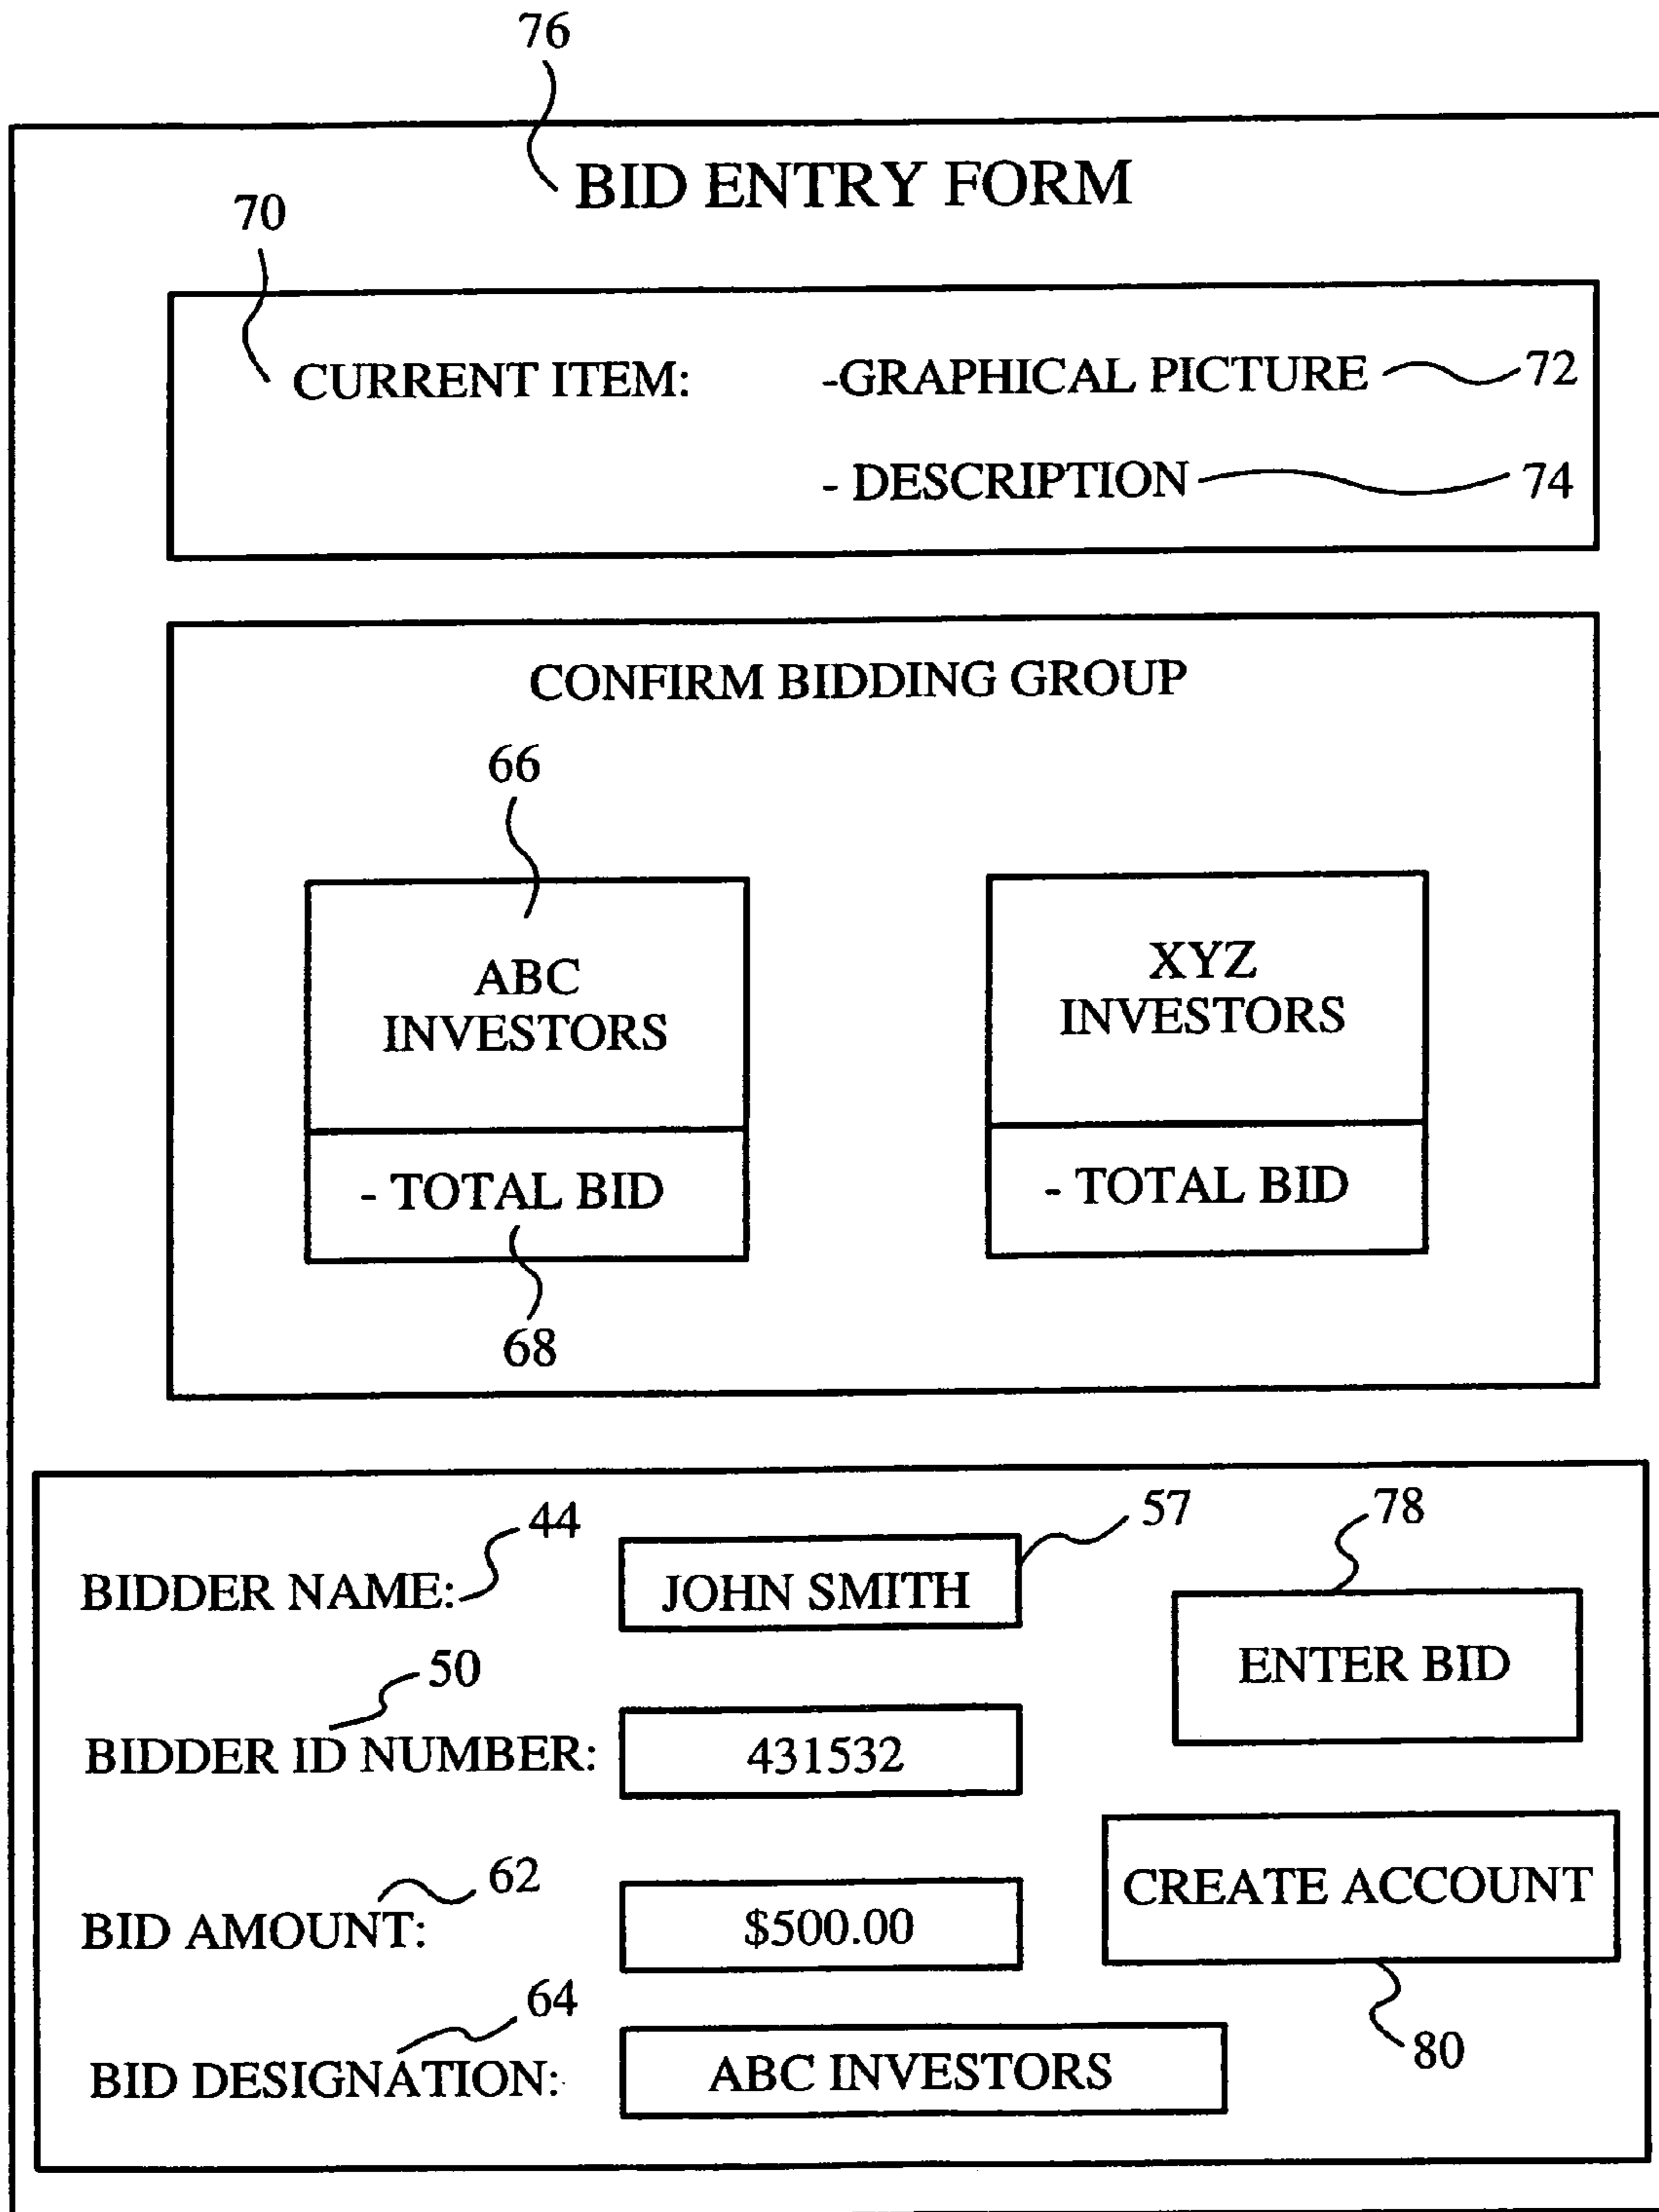 76
BID ENTRY FORM
70
CURRENT ITEM: -GRAPHICAL PICTURE 72
- DESCRIPTION 74
CONFIRM BIDDING GROUP
66
ABC
INVESTORS
- TOTAL BID
68
XYZ
INVESTORS
- TOTAL BID
44
BIDDER NAME: JOHN SMITH 57
78
ENTER BID
50
BIDDER ID NUMBER: 431532
62
BID AMOUNT: $500.00
CREATE ACCOUNT
80
64
BID DESIGNATION: ABC INVESTORS